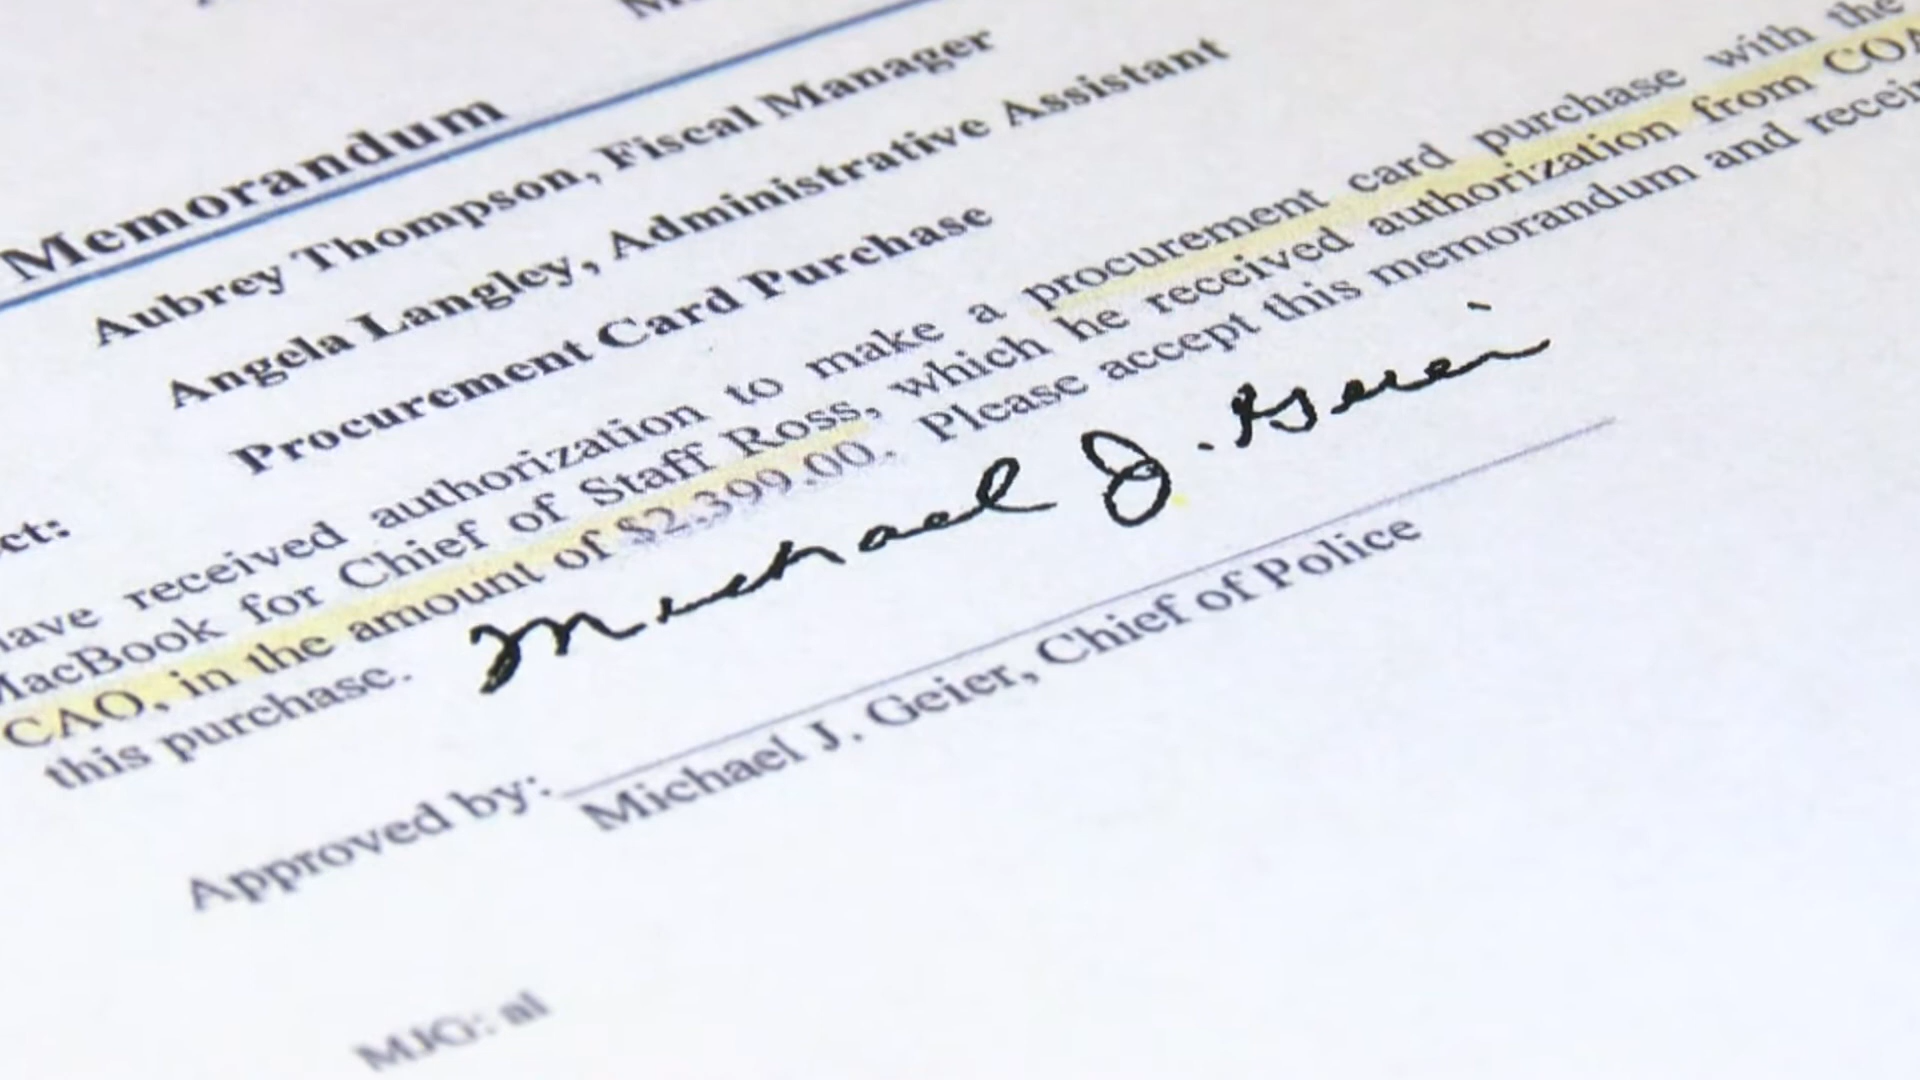 Memorandum
Aubrey Thompson, Fiscal Manager
Angela Langley, Administrative Assistant
Procurement Card Purchase
have received authorization to make a procurement card purchase with the
MacBook for Chief of Staff Ross, which he received authorization from COA
CAO, in the amount of $2,399.00. Please accept this memorandum and
this purchase.
Michael J. Geier
Approved by:
Michael J. Geier, Chief of Police
MJG: al